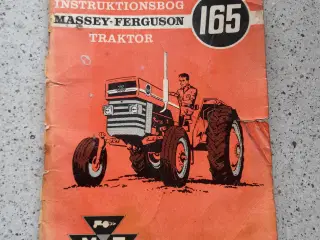 INSTRUKTIONSBOG
MASSEY-FERGUSON
165
TRAKTOR